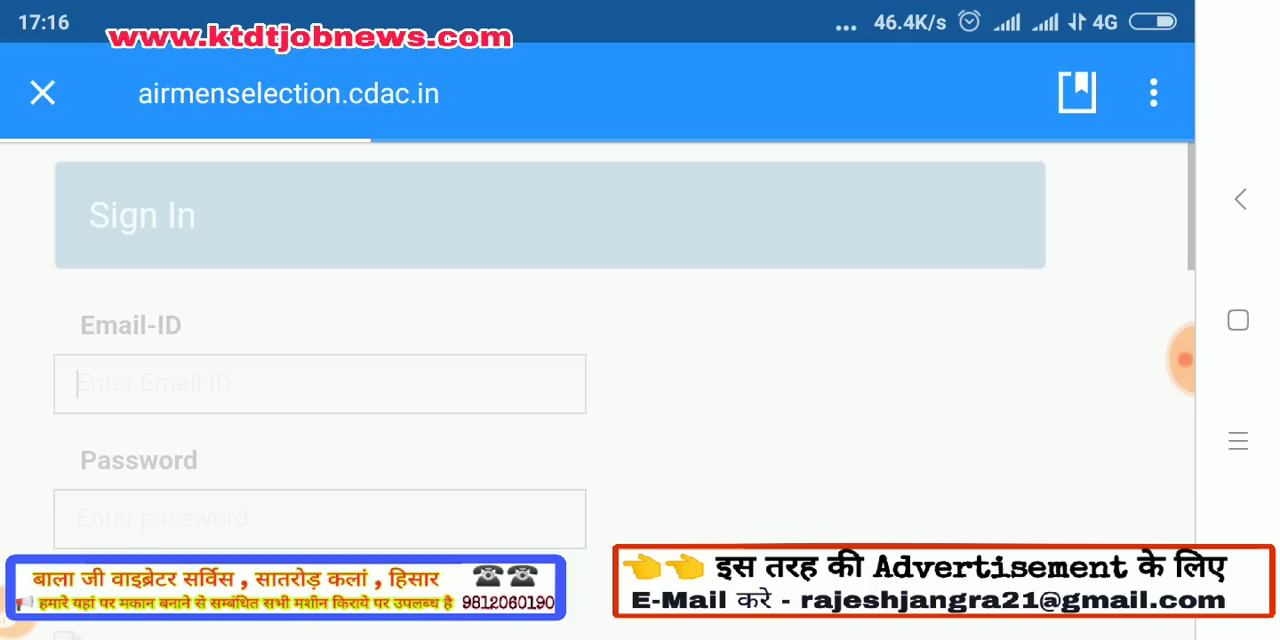 17:16
www.ktdtjobnews.com
... 46.4K/s 4G
airmenselection.cdac.in
Sign In
Email-ID
Enter Email-ID
Password
Enter password
बाला जी वाइब्रेटर सर्विस , सातरोड़ कलां , हिसार
हमारे यहां पर मकान बनाने से सम्बंधित सभी मशीन किराये पर उपलब्ध है 9812060190
इस तरह की Advertisement के लिए
E-Mail करे - rajeshjangra21@gmail.com